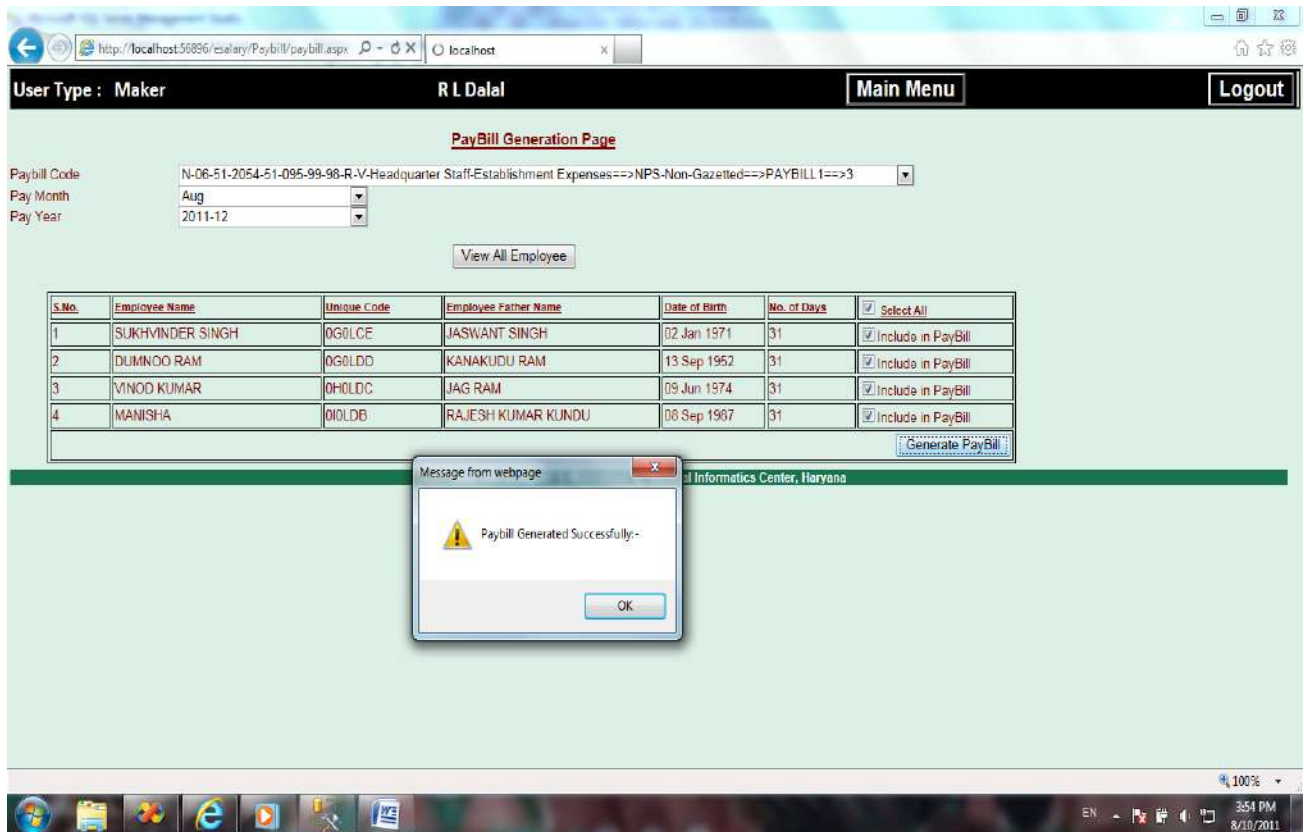 http://localhost:56896/esalary/Paybill/paybill.aspx
localhost
User Type : Maker
R L Dalal
Main Menu
Logout
PayBill Generation Page
Paybill Code
N-06-51-2054-51-095-99-98-R-V-Headquarter Staff-Establishment Expenses==>NPS-Non-Gazetted==>PAYBILL1==>3
Pay Month
Aug
Pay Year
2011-12
View All Employee
S.No. Employee Name Unique Code Employee Father Name Date of Birth No. of Days Select All
1 SUKHVINDER SINGH 0G0LCE JASWANT SINGH 02 Jan 1971 31 Include in PayBill
2 DUMNOO RAM 0G0LDD KANAKUDU RAM 13 Sep 1952 31 Include in PayBill
3 VINOD KUMAR 0H0LDC JAG RAM 09 Jun 1974 31 Include in PayBill
4 MANISHA 0I0LDB RAJESH KUMAR KUNDU 08 Sep 1987 31 Include in PayBill
Generate PayBill
Message from webpage
Informatics Center, Haryana
Paybill Generated Successfully:-
OK
100%
EN
3:54 PM
8/10/2011